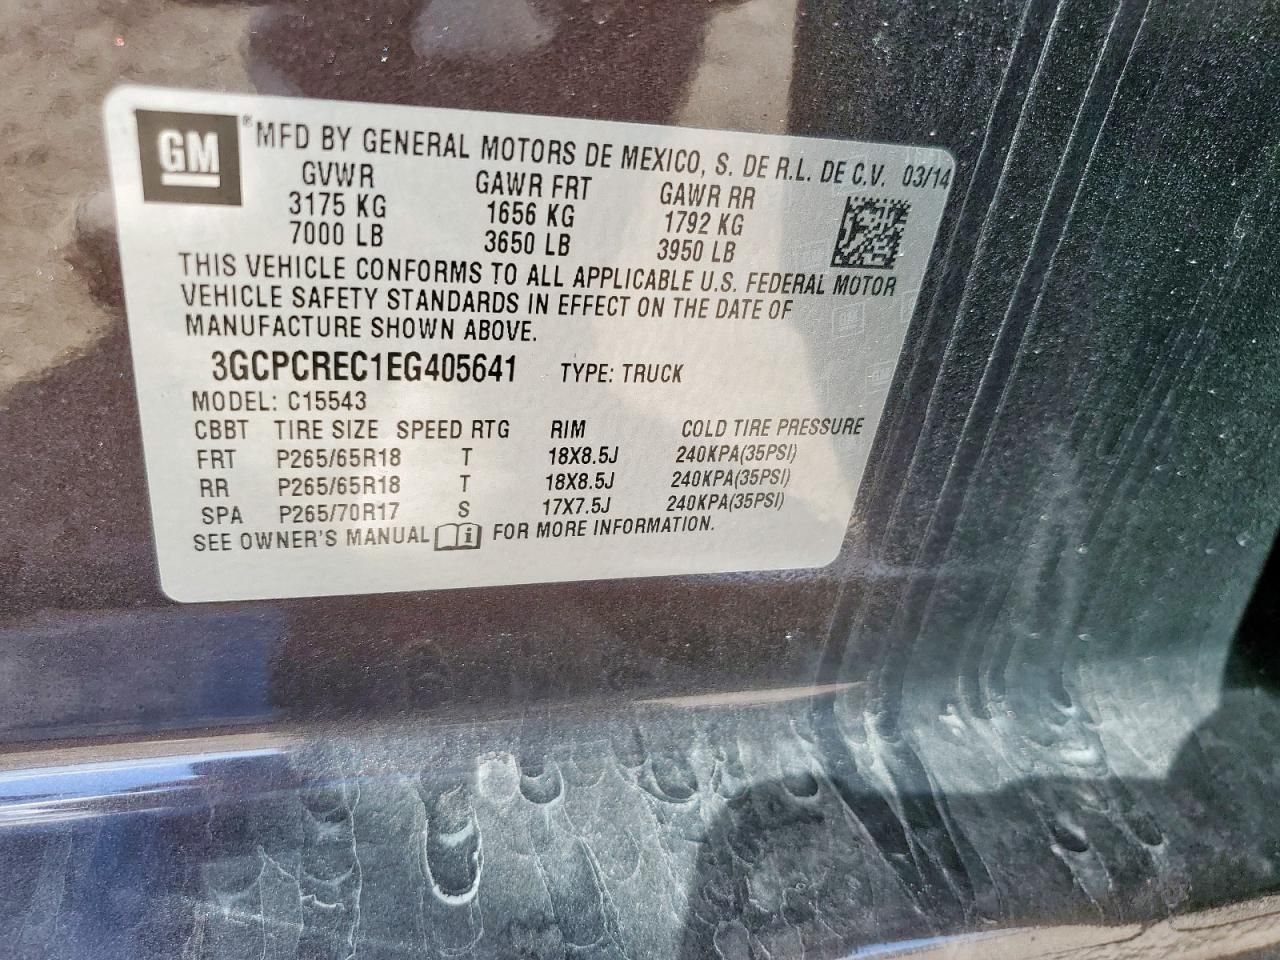 GM ® MFD BY GENERAL MOTORS DE MEXICO, S. DE R.L. DE C.V. 03/14
GVWR GAWR FRT GAWR RR
3175 KG 1656 KG 1792 KG
7000 LB 3650 LB 3950 LB
THIS VEHICLE CONFORMS TO ALL APPLICABLE U.S. FEDERAL MOTOR
VEHICLE SAFETY STANDARDS IN EFFECT ON THE DATE OF
MANUFACTURE SHOWN ABOVE.
3GCPCREC1EG405641 TYPE: TRUCK
MODEL: C15543
CBBT TIRE SIZE SPEED RTG RIM COLD TIRE PRESSURE
FRT P265/65R18 T 18X8.5J 240KPA(35PSI)
RR P265/65R18 T 18X8.5J 240KPA(35PSI)
SPA P265/70R17 S 17X7.5J 240KPA(35PSI)
SEE OWNER'S MANUAL i FOR MORE INFORMATION.